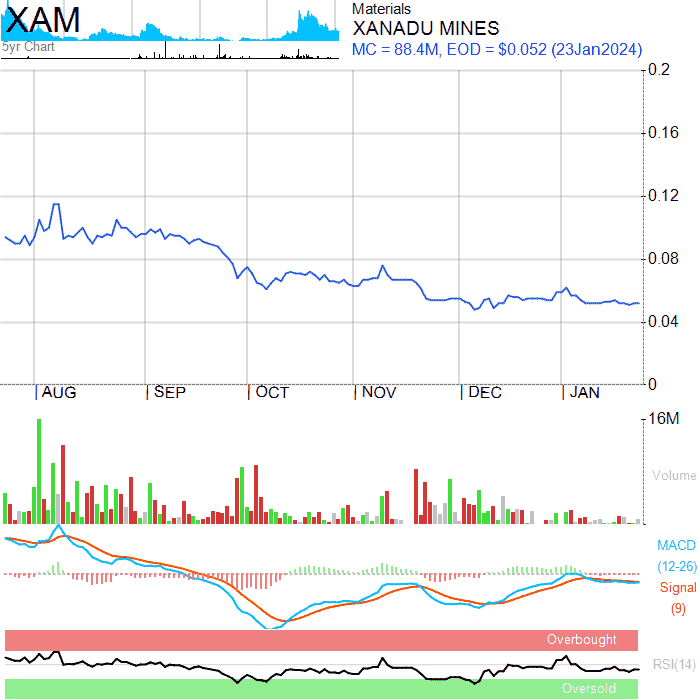 XAM
5yr Chart
Materials
XANADU MINES
MC = 88.4M, EOD = $0.052 (23Jan2024)
0.2
0.16
0.12
0.08
0.04
0
AUG SEP OCT NOV DEC JAN
16M
Volume
MACD
(12-26)
Signal
(9)
Overbought
RSI(14)
Oversold